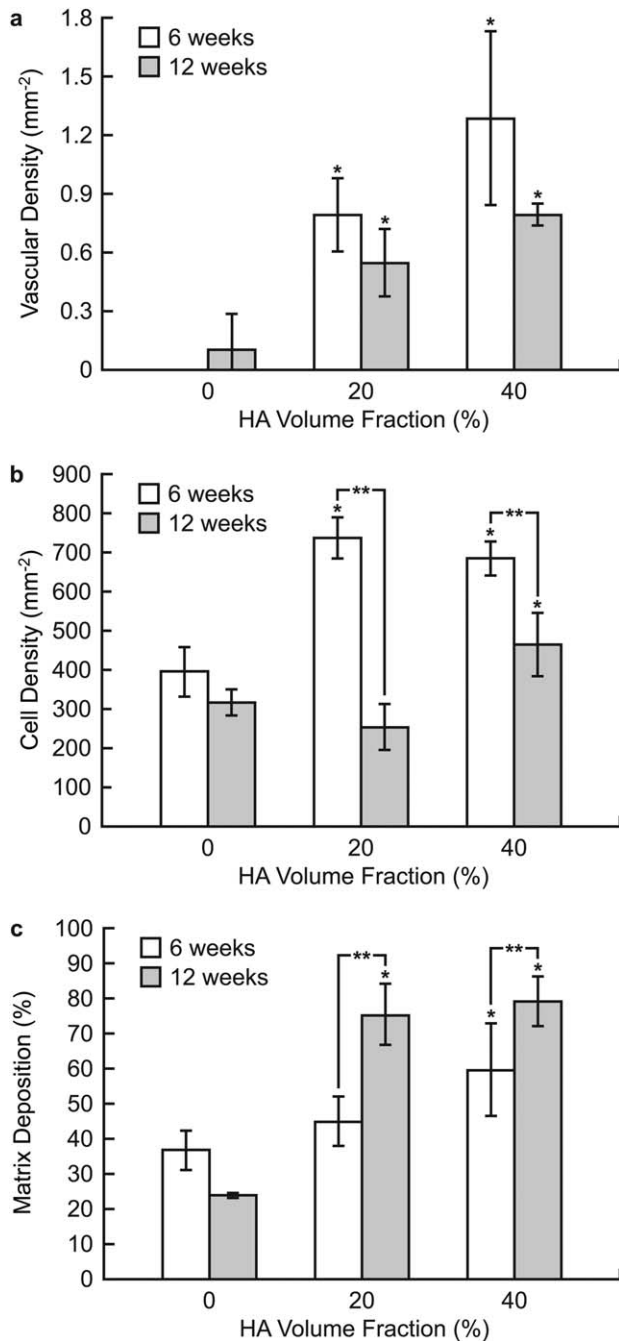 a
1.8
6 weeks
12 weeks
1.5
1.2
0.9
0.6
0.3
0
Vascular Density (mm-2)
* * * *
0 20 40
HA Volume Fraction (%)
b
900
6 weeks
12 weeks
800
700
600
500
400
300
200
100
0
Cell Density (mm-2)
** **
* * *
0 20 40
HA Volume Fraction (%)
c
100
6 weeks
12 weeks
90
80
70
60
50
40
30
20
10
0
Matrix Deposition (%)
** **
* * *
0 20 40
HA Volume Fraction (%)